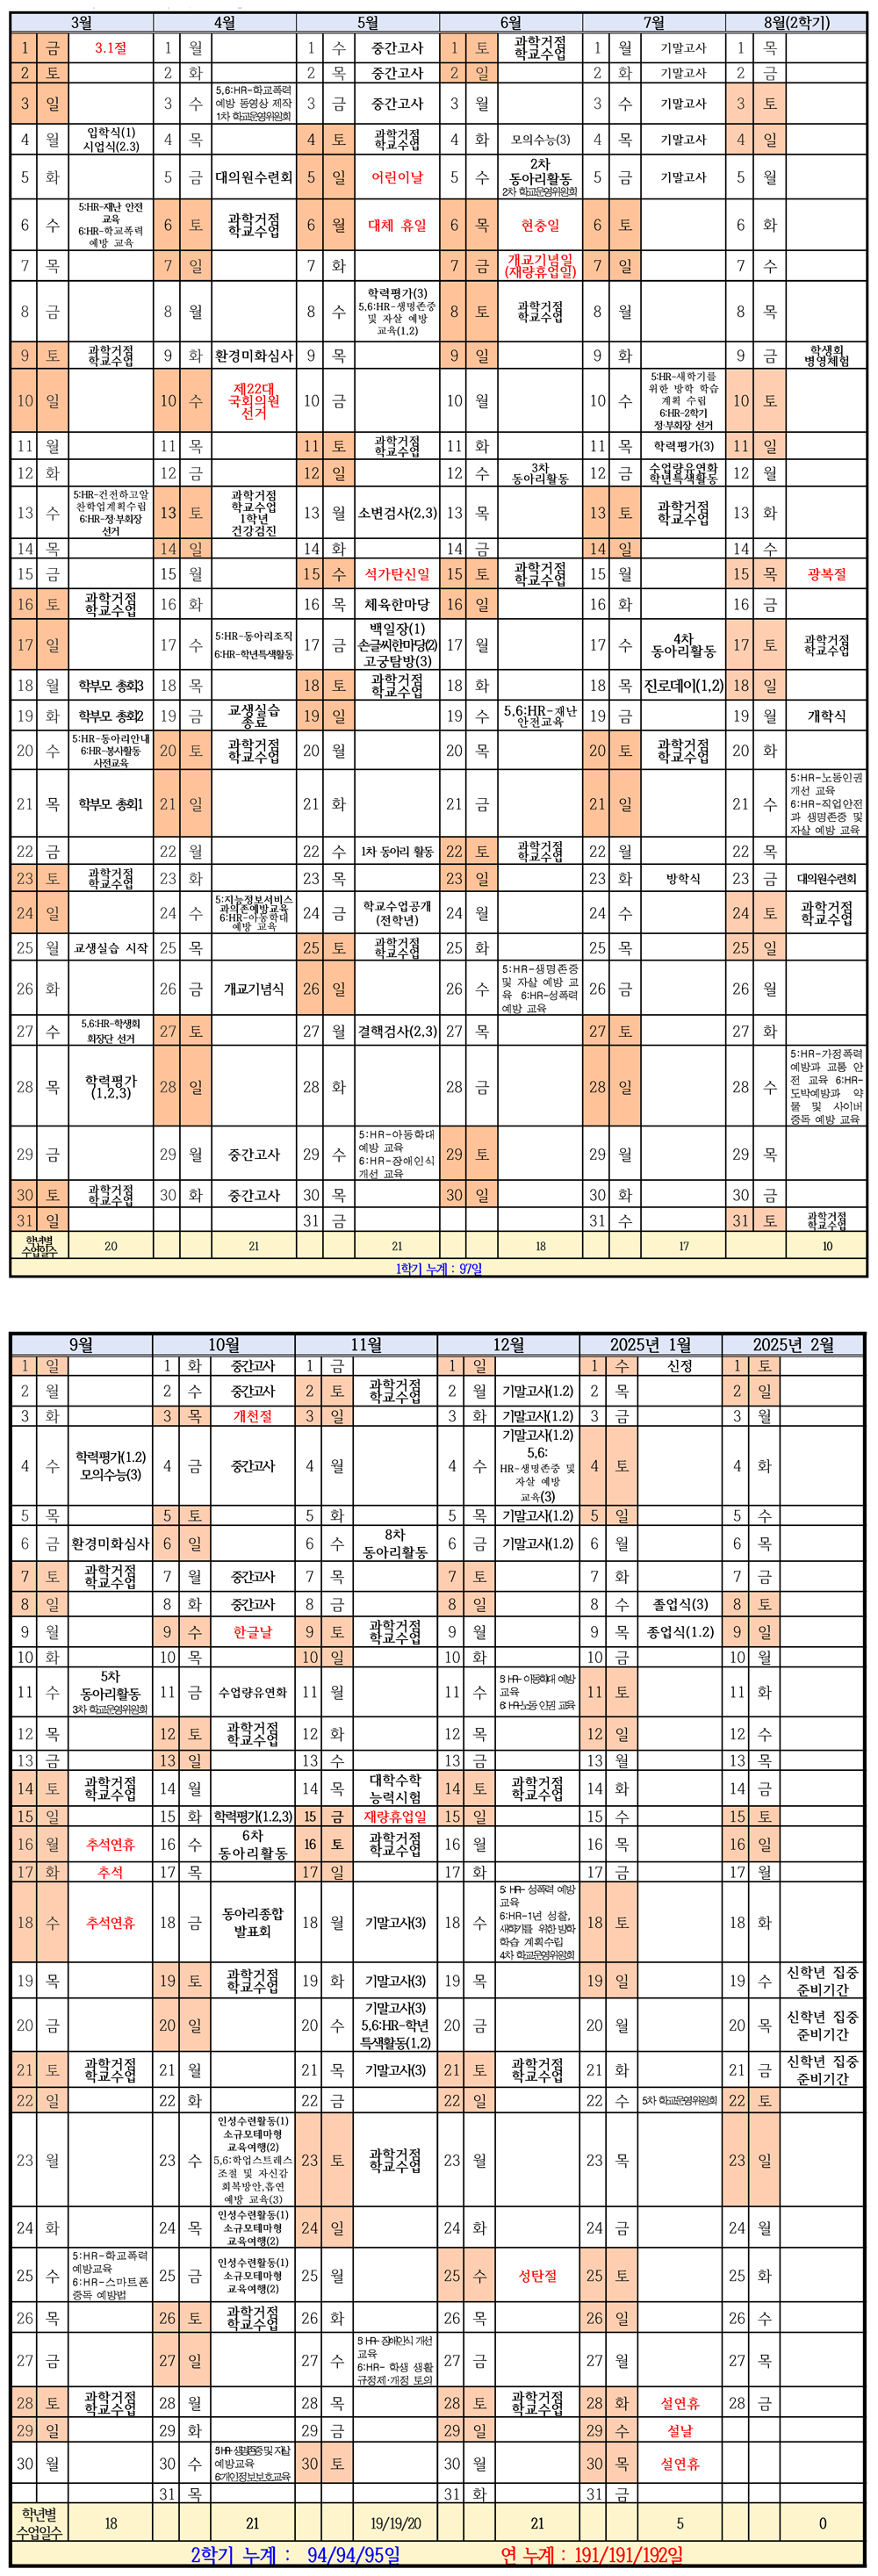 3월 4월 5월 6월 7월 8월(2학기)
1 금 3.1절 1 월 1 수 중간고사 1 토 과학거점 학교수업 1 월 기말고사 1 목
2 토 2 화 2 목 중간고사 2 일 2 화 기말고사 2 금
3 일 3 수 5,6:HR-학교폭력 예방 동영상 제작 1차 학교운영위원회 3 금 중간고사 3 월 3 수 기말고사 3 토
4 월 입학식(1) 시업식(2.3) 4 목 4 토 과학거점 학교수업 4 화 모의수능(3) 4 목 기말고사 4 일
5 화 5 금 대의원수련회 5 일 어린이날 5 수 2차 동아리활동 2차 학교운영위원회 5 금 기말고사 5 월
6 수 5:HR-재난 안전 교육 6:HR-학교폭력 예방 교육 6 토 과학거점 학교수업 6 월 대체 휴일 6 목 현충일 6 토 6 화
7 목 7 일 7 화 7 금 개교기념일 (재량휴업일) 7 일 7 수
8 금 8 월 8 수 학력평가(3) 5,6:HR-생명존중 및 자살 예방 교육(1,2) 8 토 과학거점 학교수업 8 월 8 목
9 토 과학거점 학교수업 9 화 환경미화심사 9 목 9 일 9 화 9 금 학생회 병영체험
10 일 10 수 제22대 국회의원 선거 10 금 10 월 10 수 5:HR-새학기를 위한 방학 학습 계획 수립 6:HR-2학기 정·부회장 선거 10 토
11 월 11 목 11 토 과학거점 학교수업 11 화 11 목 학력평가(3) 11 일
12 화 12 금 12 일 12 수 3차 동아리활동 12 금 수업량유연화 학년특색활동 12 월
13 수 5:HR-건전하고알 찬학업계획수립 6:HR-정·부회장 선거 13 토 과학거점 학교수업 1학년 건강검진 13 월 소변검사(2,3) 13 목 13 토 과학거점 학교수업 13 화
14 목 14 일 14 화 14 금 14 일 14 수
15 금 15 월 15 수 석가탄신일 15 토 과학거점 학교수업 15 월 15 목 광복절
16 토 과학거점 학교수업 16 화 16 목 체육한마당 16 일 16 화 16 금
17 일 17 수 5:HR-동아리조직 6:HR-학년특색활동 17 금 백일장(1) 손글씨한마당(2) 고궁탐방(3) 17 월 17 수 4차 동아리활동 17 토 과학거점 학교수업
18 월 학부모 총회3 18 목 18 토 과학거점 학교수업 18 화 18 목 진로데이(1,2) 18 일
19 화 학부모 총회2 19 금 교생실습 종료 19 일 19 수 5,6:HR-재난 안전교육 19 금 19 월 개학식
20 수 5:HR-동아리안내 6:HR-봉사활동 사전교육 20 토 과학거점 학교수업 20 월 20 목 20 토 과학거점 학교수업 20 화
21 목 학부모 총회1 21 일 21 화 21 금 21 일 21 수 5:HR-노동인권 개선 교육 6:HR-직업안전 과 생명존중 및 자살 예방 교육
22 금 22 월 22 수 1차 동아리 활동 22 토 과학거점 학교수업 22 월 22 목
23 토 과학거점 학교수업 23 화 23 목 23 일 23 화 방학식 23 금 대의원수련회
24 일 24 수 5:지능정보서비스 과의존예방교육 6:HR-아동학대 예방 교육 24 금 학교수업공개 (전학년) 24 월 24 수 24 토 과학거점 학교수업
25 월 교생실습 시작 25 목 25 토 과학거점 학교수업 25 화 25 목 25 일
26 화 26 금 개교기념식 26 일 26 수 5:HR-생명존중 및 자살 예방 교 육 6:HR-성폭력 예방 교육 26 금 26 월
27 수 5,6:HR-학생회 회장단 선거 27 토 27 월 결핵검사(2,3) 27 목 27 토 27 화
28 목 학력평가 (1,2,3) 28 일 28 화 28 금 28 일 28 수 5:HR-가정폭력 예방과 교통 안 전 교육 6:HR- 도박예방과 약 물 및 사이버 중독 예방 교육
29 금 29 월 중간고사 29 수 5:HR-아동학대 예방 교육 6:HR-장애인식 개선 교육 29 토 29 월 29 목
30 토 과학거점 학교수업 30 화 중간고사 30 목 30 일 30 화 30 금
31 일 31 금 31 수 31 토 과학거점 학교수업
학년별 수업일수 20 21 21 18 17 10
1학기 누계 : 97일
9월 10월 11월 12월 2025년 1월 2025년 2월
1 일 1 화 중간고사 1 금 1 일 1 수 신정 1 토
2 월 2 수 중간고사 2 토 과학거점 학교수업 2 월 기말고사(1.2) 2 목 2 일
3 화 3 목 개천절 3 일 3 화 기말고사(1.2) 3 금 3 월
4 수 학력평가(1.2) 모의수능(3) 4 금 중간고사 4 월 4 수 기말고사(1.2) 5,6: HR-생명존중 및 자살 예방 교육(3) 4 토 4 화
5 목 5 토 5 화 5 목 기말고사(1.2) 5 일 5 수
6 금 환경미화심사 6 일 6 수 8차 동아리활동 6 금 기말고사(1.2) 6 월 6 목
7 토 과학거점 학교수업 7 월 중간고사 7 목 7 토 7 화 7 금
8 일 8 화 중간고사 8 금 8 일 8 수 졸업식(3) 8 토
9 월 9 수 한글날 9 토 과학거점 학교수업 9 월 9 목 종업식(1.2) 9 일
10 화 10 목 10 일 10 화 10 금 10 월
11 수 5차 동아리활동 3차 학교운영위원회 11 금 수업량유연화 11 월 11 수 5: HR- 아동학대 예방 교육 6: HR-노동 인권 교육 11 토 11 화
12 목 12 토 과학거점 학교수업 12 화 12 목 12 일 12 수
13 금 13 일 13 수 13 금 13 월 13 목
14 토 과학거점 학교수업 14 월 14 목 대학수학 능력시험 14 토 과학거점 학교수업 14 화 14 금
15 일 15 화 학력평가(1.2,3) 15 금 재량휴업일 15 일 15 수 15 토
16 월 추석연휴 16 수 6차 동아리활동 16 토 과학거점 학교수업 16 월 16 목 16 일
17 화 추석 17 목 17 일 17 화 17 금 17 월
18 수 추석연휴 18 금 동아리종합 발표회 18 월 기말고사(3) 18 수 5: HR- 성폭력 예방 교육 6:HR-1년 성찰, 새학기를 위한 방학 학습 계획수립 4차 학교운영위원회 18 토 18 화
19 목 19 토 과학거점 학교수업 19 화 기말고사(3) 19 목 19 일 19 수 신학년 집중 준비기간
20 금 20 일 20 수 기말고사(3) 5,6:HR-학년 특색활동(1,2) 20 금 20 월 20 목 신학년 집중 준비기간
21 토 과학거점 학교수업 21 월 21 목 기말고사(3) 21 토 과학거점 학교수업 21 화 21 금 신학년 집중 준비기간
22 일 22 화 22 금 22 일 22 수 5차 학교운영위원회 22 토
23 월 23 수 인성수련활동(1) 소규모테마형 교육여행(2) 5,6:학업스트레스 조절 및 자신감 회복방안,흡연 예방 교육(3) 23 토 과학거점 학교수업 23 월 23 목 23 일
24 화 24 목 인성수련활동(1) 소규모테마형 교육여행(2) 24 일 24 화 24 금 24 월
25 수 5:HR-학교폭력 예방교육 6:HR-스마트폰 중독 예방법 25 금 인성수련활동(1) 소규모테마형 교육여행(2) 25 월 25 수 성탄절 25 토 25 화
26 목 26 토 과학거점 학교수업 26 화 26 목 26 일 26 수
27 금 27 일 27 수 5: HR- 장애인식 개선 교육 6:HR- 학생 생활 규정제·개정 토의 27 금 27 월 27 목
28 토 과학거점 학교수업 28 월 28 목 28 토 과학거점 학교수업 28 화 설연휴 28 금
29 일 29 화 29 금 29 일 29 수 설날
30 월 30 수 5:HR-생명존중 및 자살 예방교육 6:개인정보보호교육 30 토 30 월 30 목 설연휴
31 목 31 화 31 금
학년별 수업일수 18 21 19/19/20 21 5 0
2학기 누계 : 94/94/95일 연 누계 : 191/191/192일